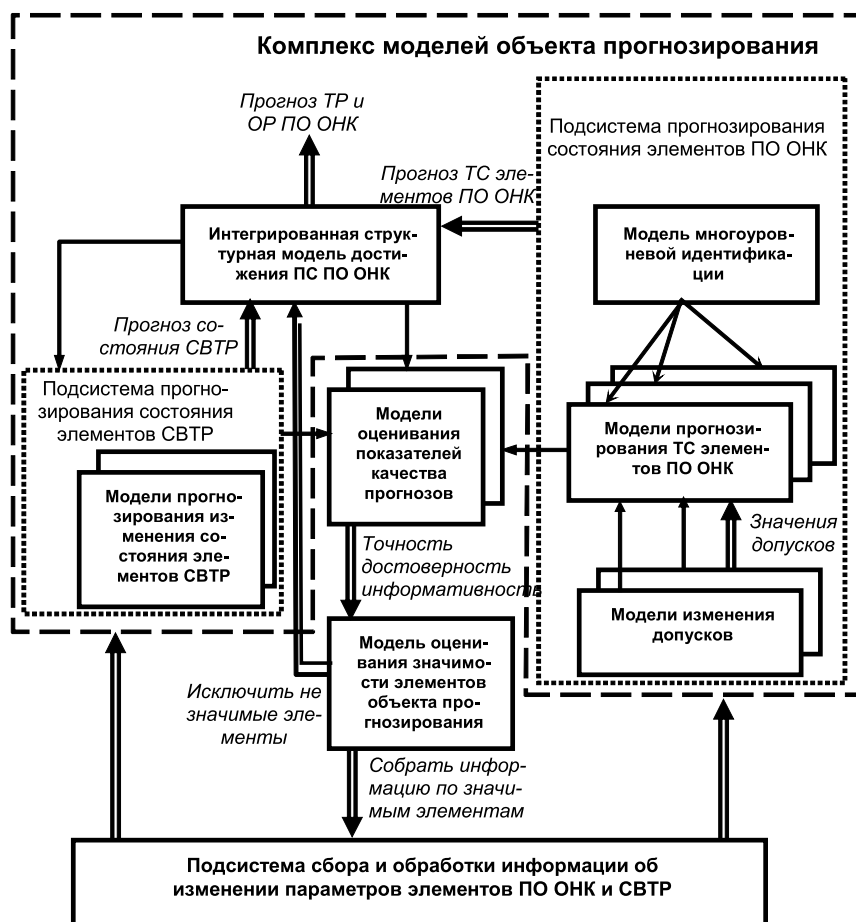 Комплекс моделей объекта прогнозирования
Прогноз ТР и
ОР ПО ОНК
Прогноз ТС эле-
ментов ПО ОНК
Подсистема прогнозирования
состояния элементов ПО ОНК
Интегрированная струк-
турная модель дости-
жения ПС ПО ОНК
Модель многоуров-
невой идентифика-
ции
Прогноз со-
стояния СВТР
Подсистема прогно-
зирования состояния
элементов СВТР
Модели прогно-
зирования из-
менения со-
стояния элемен-
тов СВТР
Модели
оценивания
показателей
качества
прогнозов
Модели прогнози-
рования ТС элемен-
тов ПО ОНК
Значения
допусков
Точность
достоверность
информативность
Модели изменения
допусков
Модель оцени-
вания значимо-
сти элементов
объекта про-
гнозирования
Исключить не
значимые эле-
менты
Собрать инфор-
мацию по значи-
мым элементам
Подсистема сбора и обработки информации об
изменении параметров элементов ПО ОНК и СВТР